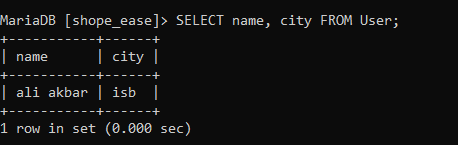 MariaDB [shope_ease]> SELECT name, city FROM User;
+-----------+------+
| name      | city |
+-----------+------+
| ali akbar | isb  |
+-----------+------+
1 row in set (0.000 sec)